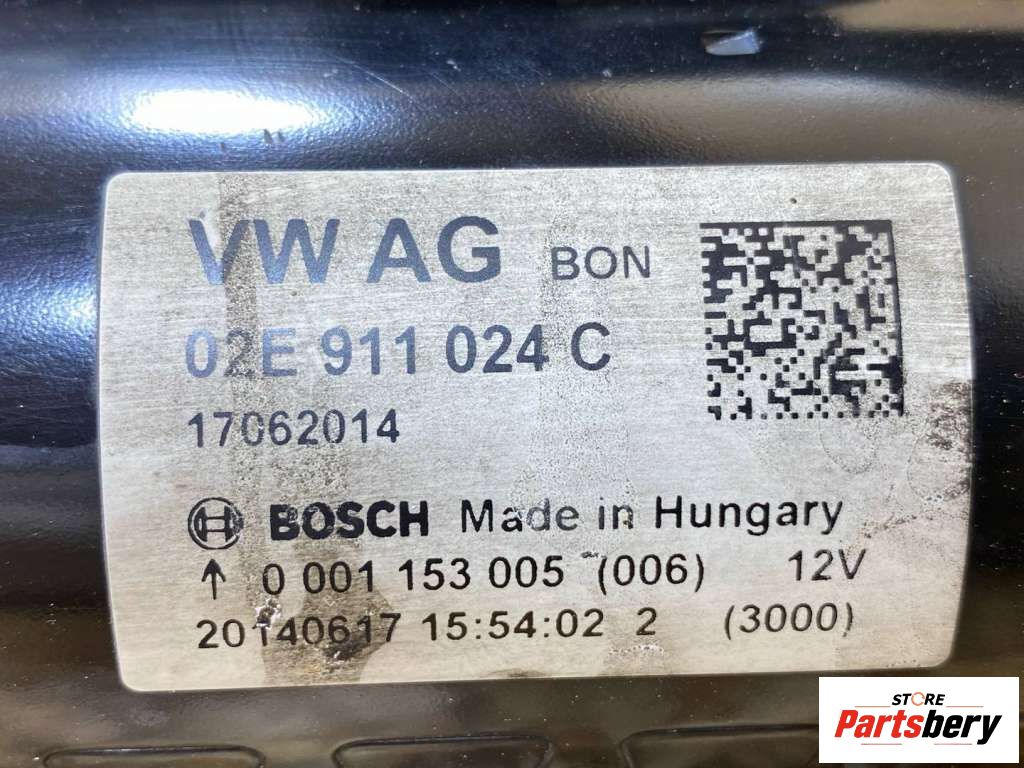 VW AG BON
02E 911 024 C
17062014
BOSCH Made in Hungary
↑ 0 001 153 005 (006) 12V
20140617 15:54:02 2 (3000)
STORE
Partsbery